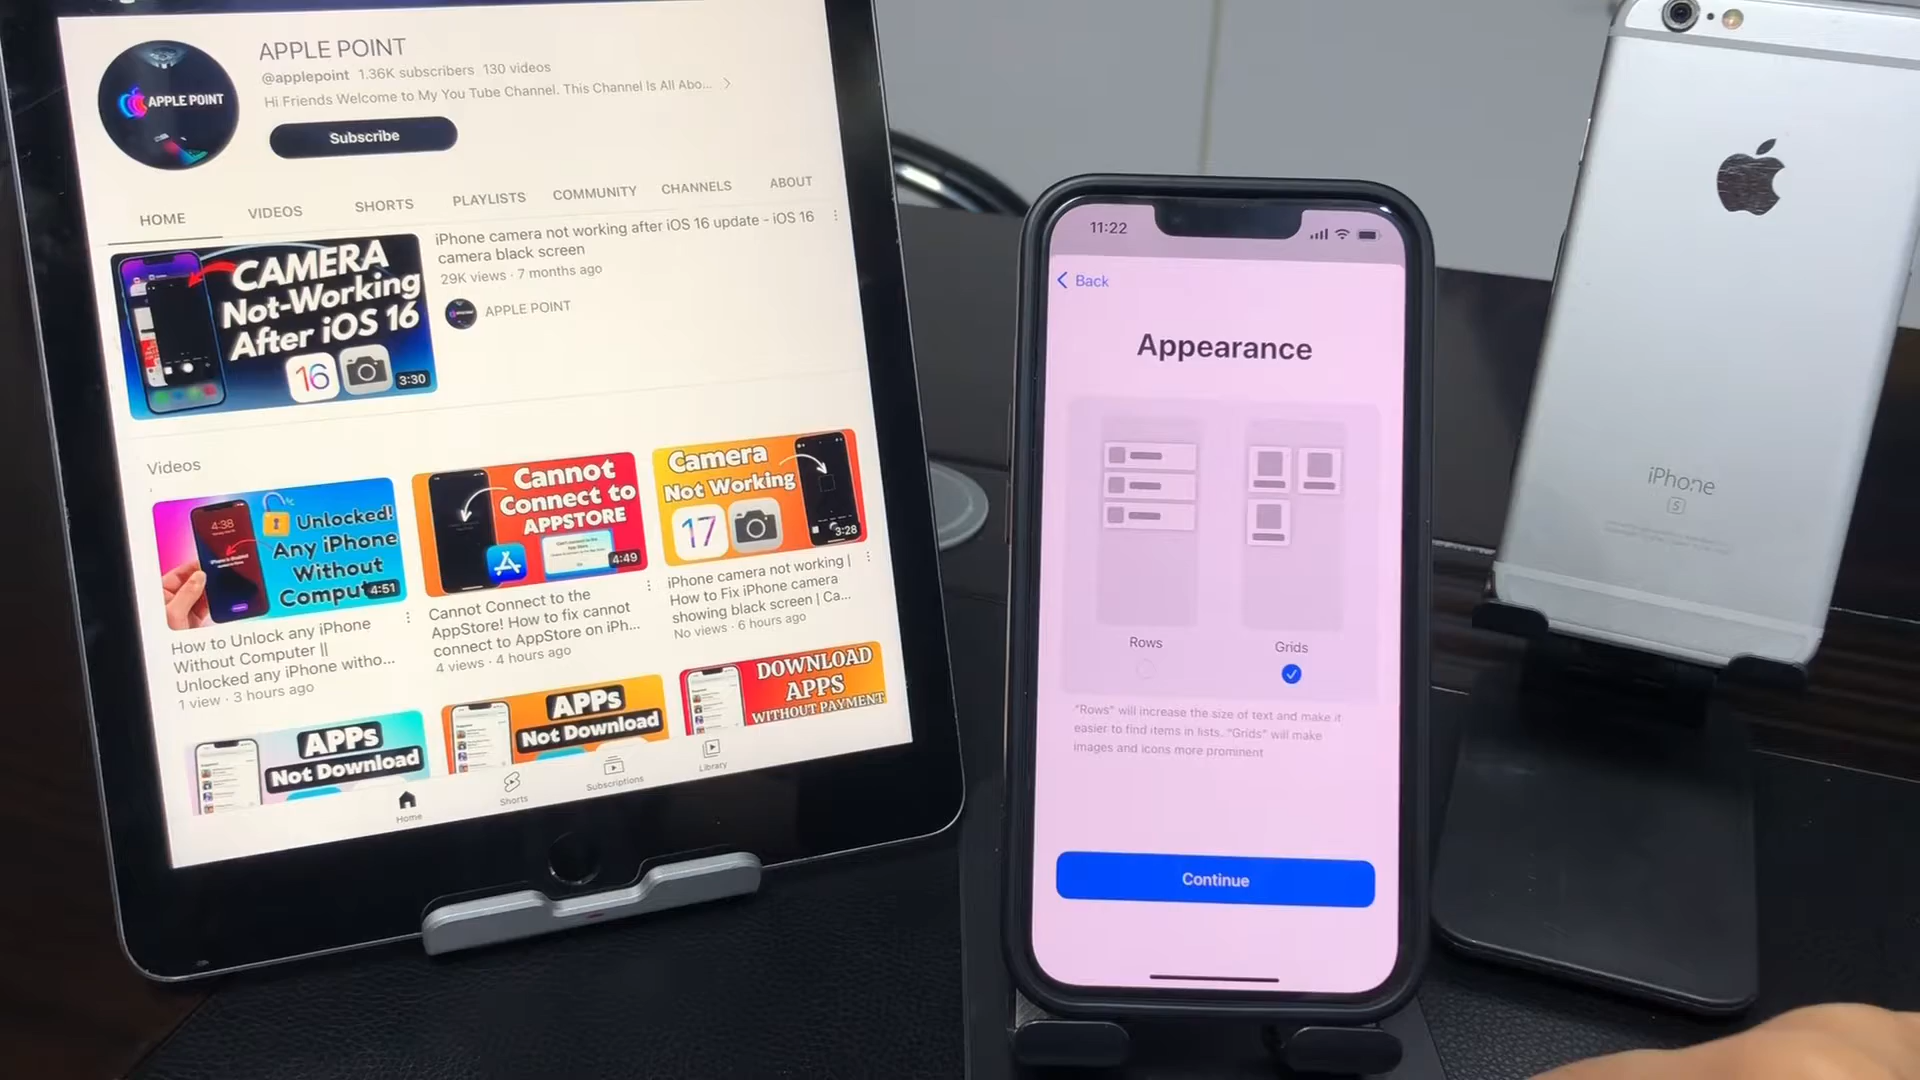 APPLE POINT
@applepoint 1.36K subscribers 130 videos
Hi Friends Welcome to My You Tube Channel. This Channel Is All Abo...
APPLE POINT
Subscribe
HOME VIDEOS SHORTS PLAYLISTS COMMUNITY CHANNELS ABOUT
CAMERA
Not-Working
After iOS 16
16
3:30
iPhone camera not working after iOS 16 update - iOS 16
camera black screen
29K views · 7 months ago
APPLE POINT
Videos
4:38
Unlocked!
Any iPhone
Without
Comput
4:51
How to Unlock any iPhone
Without Computer ||
Unlocked any iPhone witho...
1 view · 3 hours ago
Cannot
Connect to
APPSTORE
4:49
Cannot Connect to the
AppStore! How to fix cannot
connect to AppStore on iPh...
4 views · 4 hours ago
Camera
Not Working
17
3:28
iPhone camera not working |
How to Fix iPhone camera
showing black screen | Ca...
No views · 6 hours ago
APPs
Not Download
APPs
Not Download
DOWNLOAD
APPS
WITHOUT PAYMENT
Home
Shorts
Subscriptions
Library
11:22
Back
Appearance
Rows
Grids
"Rows" will increase the size of text and make it
easier to find items in lists. "Grids" will make
images and icons more prominent
Continue
iPhone
S